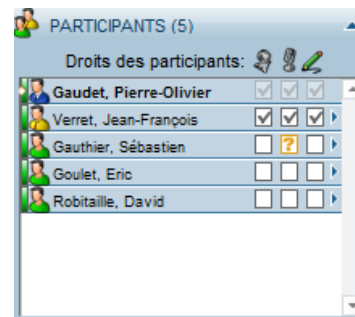 PARTICIPANTS (5)
Droits des participants:
Gaudet, Pierre-Olivier
Verret, Jean-François
Gauthier, Sébastien ?
Goulet, Eric
Robitaille, David